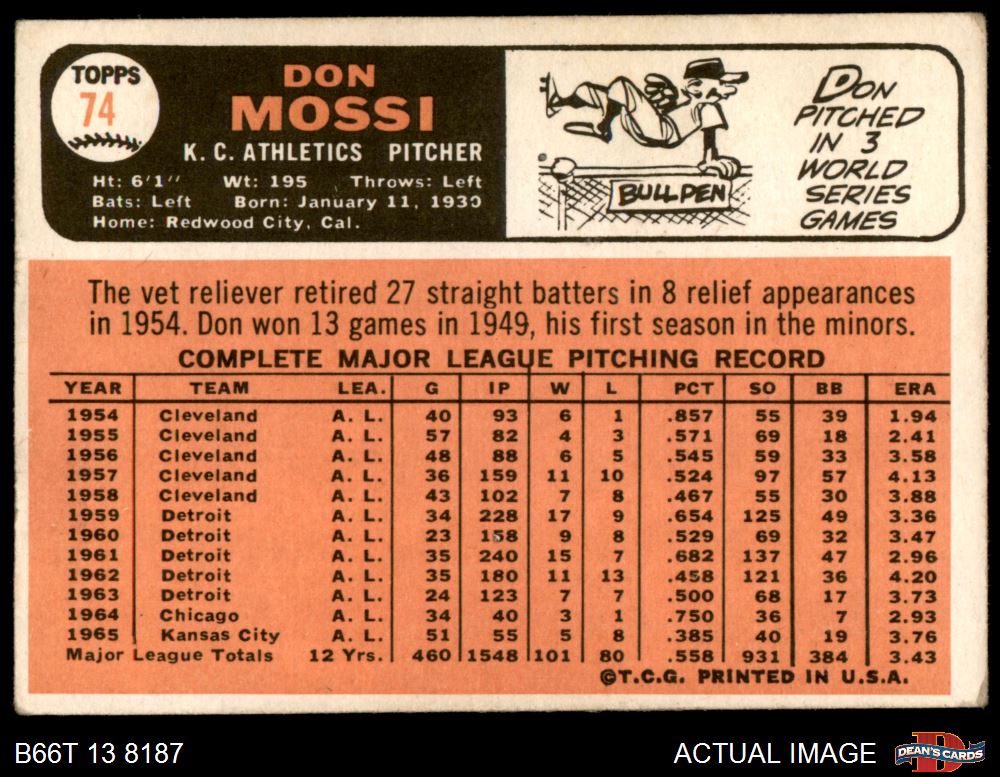 TOPPS
74
DON
MOSSI
K. C. ATHLETICS PITCHER
Ht: 6'1" Wt: 195 Throws: Left
Bats: Left Born: January 11, 1930
Home: Redwood City, Cal.
BULLPEN
DON
PITCHED
IN 3
WORLD
SERIES
GAMES
The vet reliever retired 27 straight batters in 8 relief appearances
in 1954. Don won 13 games in 1949, his first season in the minors.
COMPLETE MAJOR LEAGUE PITCHING RECORD
YEAR TEAM LEA. G IP W L PCT SO BB ERA
1954 Cleveland A. L. 40 93 6 1 .857 55 39 1.94
1955 Cleveland A. L. 57 82 4 3 .571 69 18 2.41
1956 Cleveland A. L. 48 88 6 5 .545 59 33 3.58
1957 Cleveland A. L. 36 159 11 10 .524 97 57 4.13
1958 Cleveland A. L. 43 102 7 8 .467 55 30 3.88
1959 Detroit A. L. 34 228 17 9 .654 125 49 3.36
1960 Detroit A. L. 23 158 9 8 .529 69 32 3.47
1961 Detroit A. L. 35 240 15 7 .682 137 47 2.96
1962 Detroit A. L. 35 180 11 13 .458 121 36 4.20
1963 Detroit A. L. 24 123 7 7 .500 68 17 3.73
1964 Chicago A. L. 34 40 3 1 .750 36 7 2.93
1965 Kansas City A. L. 51 55 5 8 .385 40 19 3.76
Major League Totals 12 Yrs. 460 1548 101 80 .558 931 384 3.43
©T.C.G. PRINTED IN U.S.A.
B66T 13 8187
ACTUAL IMAGE
DEAN'S CARDS